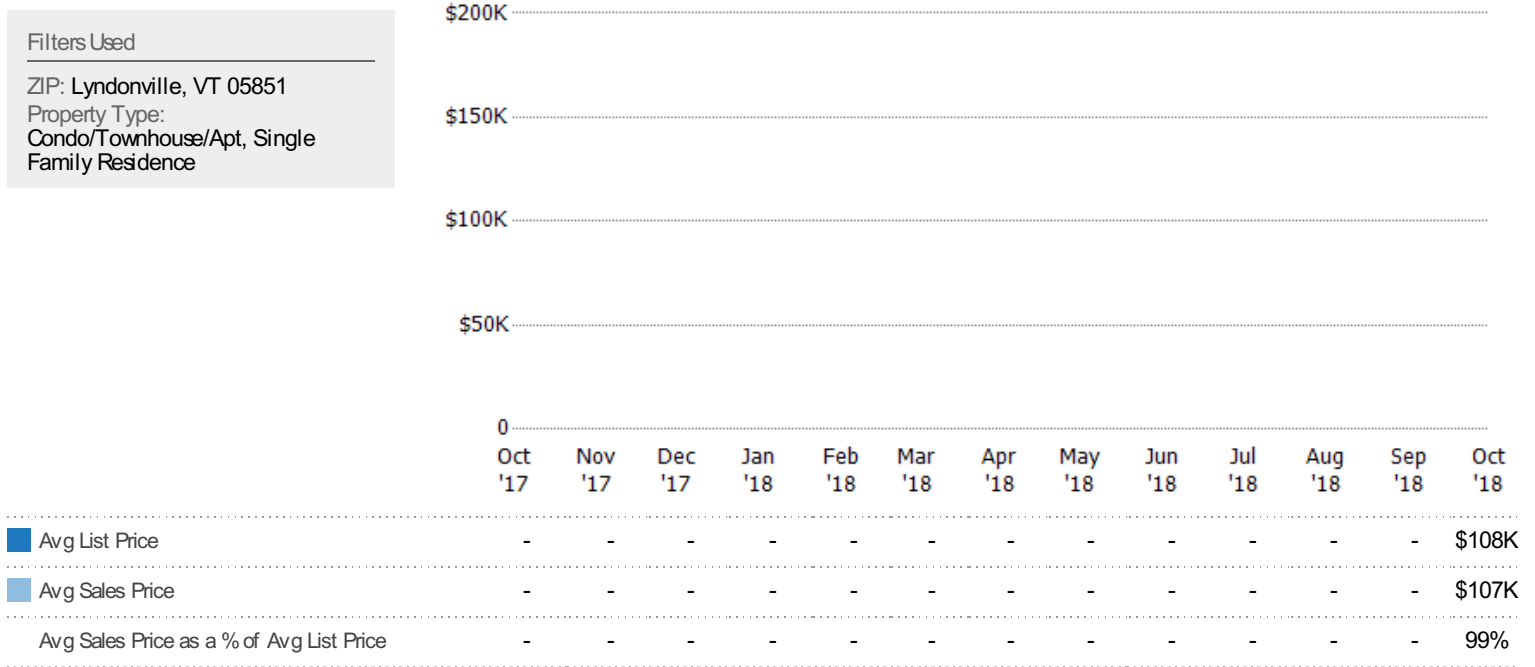 Filters Used
ZIP: Lyndonville, VT 05851
Property Type:
Condo/Townhouse/Apt, Single
Family Residence
$200K
$150K
$100K
$50K
0
Oct Nov Dec Jan Feb Mar Apr May Jun Jul Aug Sep Oct
'17 '17 '17 '18 '18 '18 '18 '18 '18 '18 '18 '18 '18
Avg List Price - - - - - - - - - - - - $108K
Avg Sales Price - - - - - - - - - - - - $107K
Avg Sales Price as a % of Avg List Price - - - - - - - - - - - - 99%